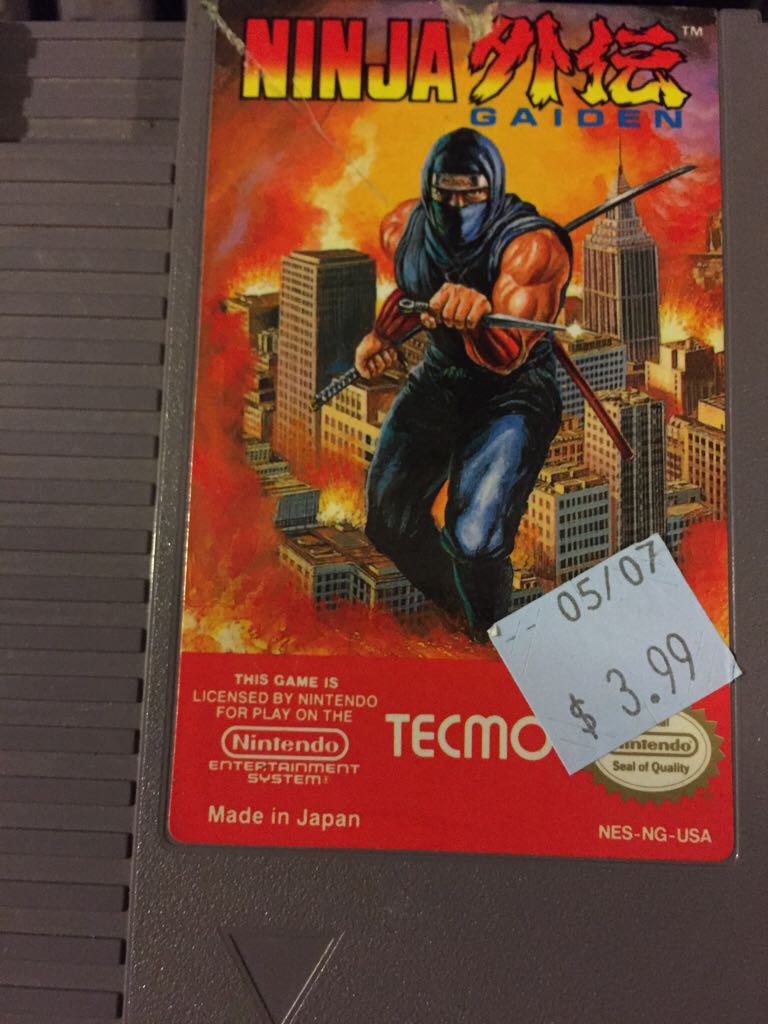 NINJA 外伝 ™
GAIDEN
-- 05/07
$ 3.99
THIS GAME IS
LICENSED BY NINTENDO
FOR PLAY ON THE
Nintendo
ENTERTAINMENT
SYSTEM®
TECMO
Nintendo
Seal of Quality
Made in Japan
NES-NG-USA